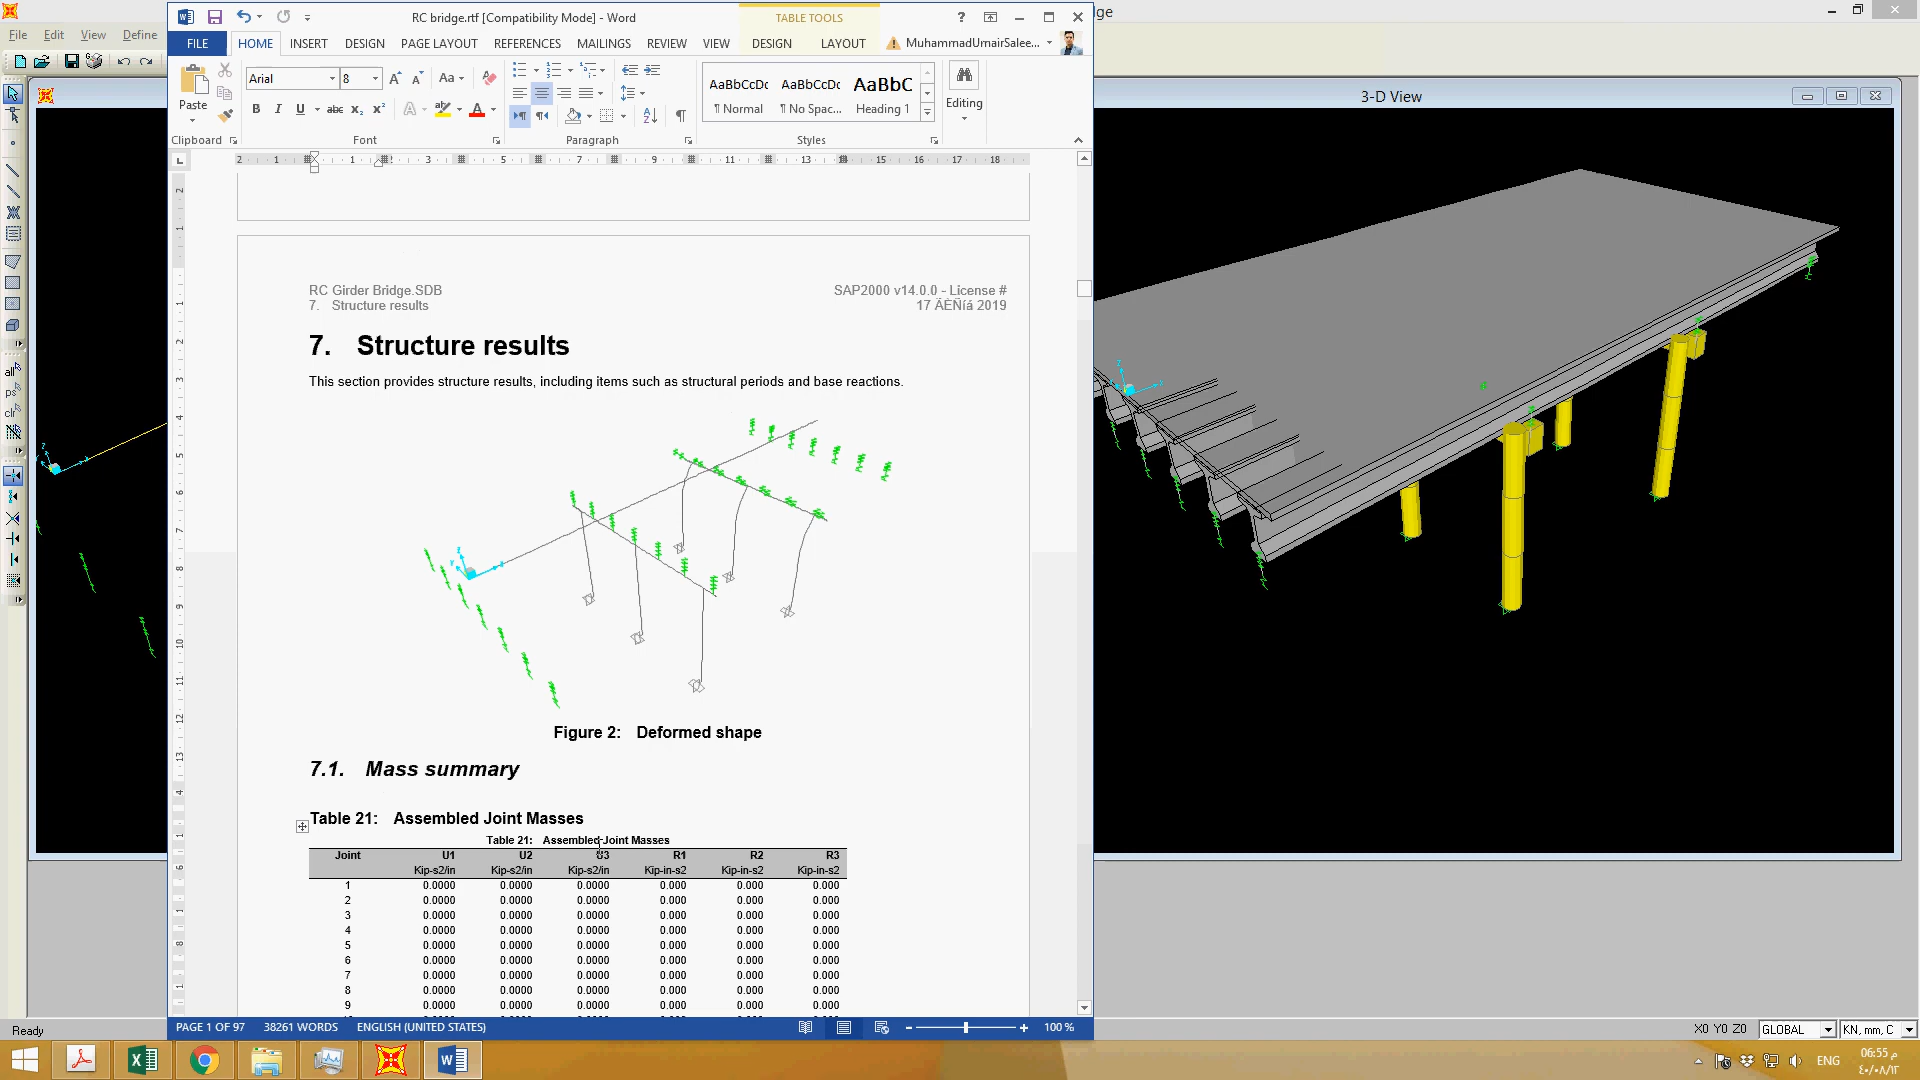 RC bridge.rtf [Compatibility Mode] - Word
TABLE TOOLS
File Edit View Define
FILE HOME INSERT DESIGN PAGE LAYOUT REFERENCES MAILINGS REVIEW VIEW DESIGN LAYOUT MuhammadUmairSalee...
Arial 8
Paste
AaBbCcDc AaBbCcDc AaBbC
¶ Normal ¶ No Spac... Heading 1
Editing
Clipboard Font Paragraph Styles
3-D View
RC Girder Bridge.SDB SAP2000 v14.0.0 - License #
7. Structure results 17 ÃÈÑíá 2019
7. Structure results
This section provides structure results, including items such as structural periods and base reactions.
Figure 2: Deformed shape
7.1. Mass summary
Table 21: Assembled Joint Masses
Table 21: Assembled Joint Masses
Joint U1 U2 U3 R1 R2 R3
Kip-s2/in Kip-s2/in Kip-s2/in Kip-in-s2 Kip-in-s2 Kip-in-s2
1 0.0000 0.0000 0.0000 0.000 0.000 0.000
2 0.0000 0.0000 0.0000 0.000 0.000 0.000
3 0.0000 0.0000 0.0000 0.000 0.000 0.000
4 0.0000 0.0000 0.0000 0.000 0.000 0.000
5 0.0000 0.0000 0.0000 0.000 0.000 0.000
6 0.0000 0.0000 0.0000 0.000 0.000 0.000
7 0.0000 0.0000 0.0000 0.000 0.000 0.000
8 0.0000 0.0000 0.0000 0.000 0.000 0.000
9 0.0000 0.0000 0.0000 0.000 0.000 0.000
PAGE 1 OF 97 38261 WORDS ENGLISH (UNITED STATES) 100 %
Ready
X0 Y0 Z0 GLOBAL KN, mm, C
ENG
06:55 م
٤٠/٠٨/١٢